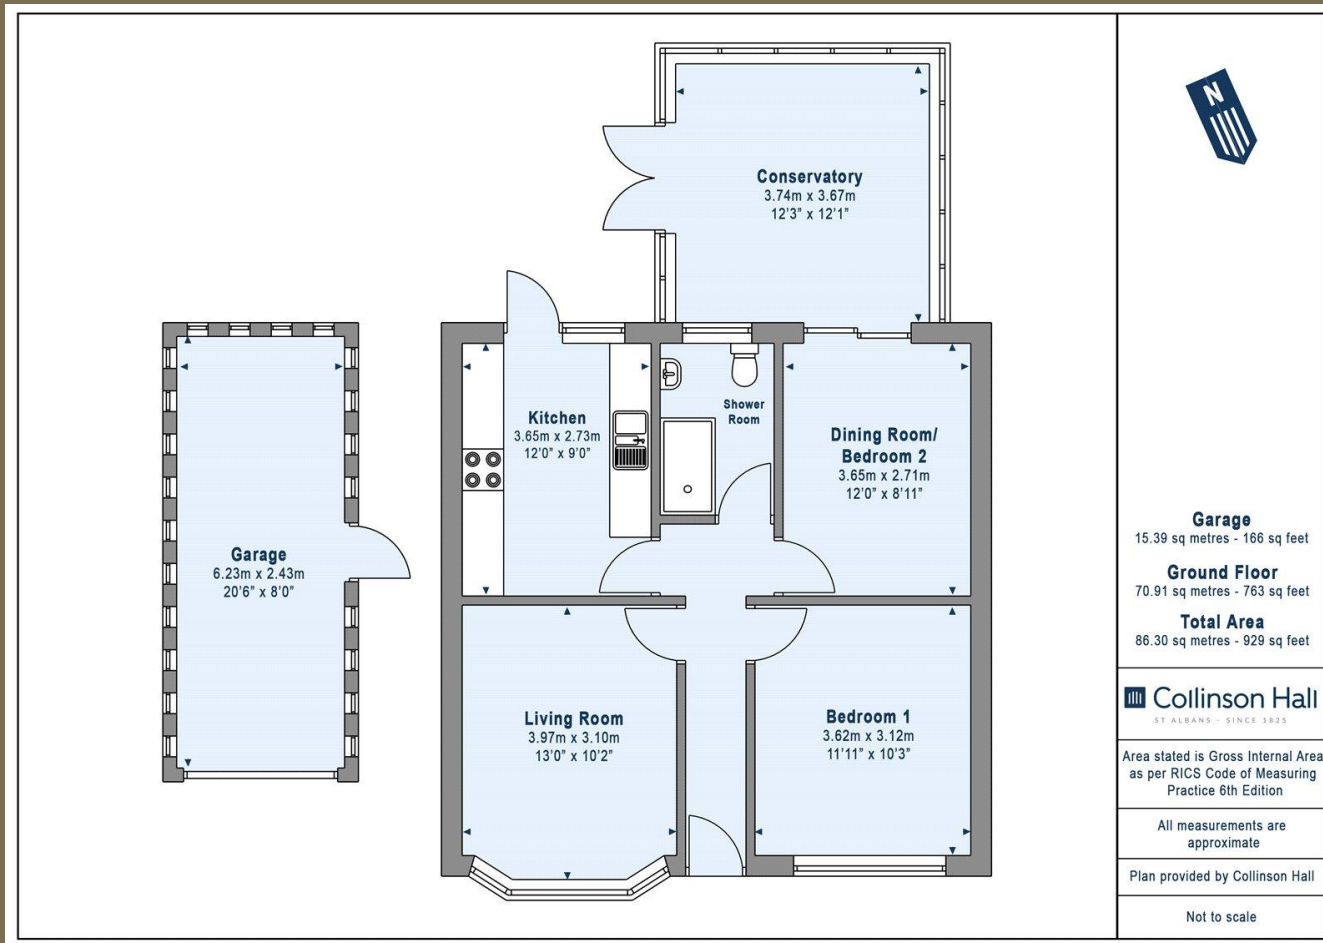 N
Conservatory
3.74m x 3.67m
12'3" x 12'1"
Kitchen
3.65m x 2.73m
12'0" x 9'0"
Shower
Room
Dining Room/
Bedroom 2
3.65m x 2.71m
12'0" x 8'11"
Garage
6.23m x 2.43m
20'6" x 8'0"
Living Room
3.97m x 3.10m
13'0" x 10'2"
Bedroom 1
3.62m x 3.12m
11'11" x 10'3"
Garage
15.39 sq metres - 166 sq feet
Ground Floor
70.91 sq metres - 763 sq feet
Total Area
86.30 sq metres - 929 sq feet
Collinson Hall
ST ALBANS - SINCE 1825
Area stated is Gross Internal Area
as per RICS Code of Measuring
Practice 6th Edition
All measurements are
approximate
Plan provided by Collinson Hall
Not to scale